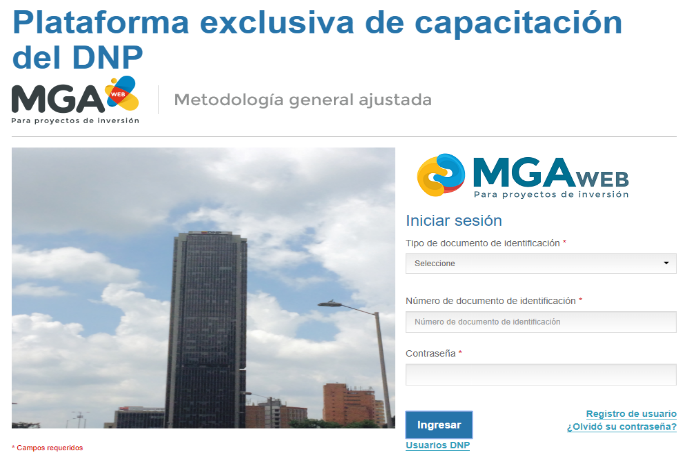 Plataforma exclusiva de capacitación
del DNP
MGA WEB
Para proyectos de inversión
Metodología general ajustada
MGA WEB
Para proyectos de inversión
Iniciar sesión
Tipo de documento de identificación *
Seleccione
Número de documento de identificación *
Número de documento de identificación
Contraseña *
Ingresar
Registro de usuario
¿Olvidó su contraseña?
Usuarios DNP
* Campos requeridos